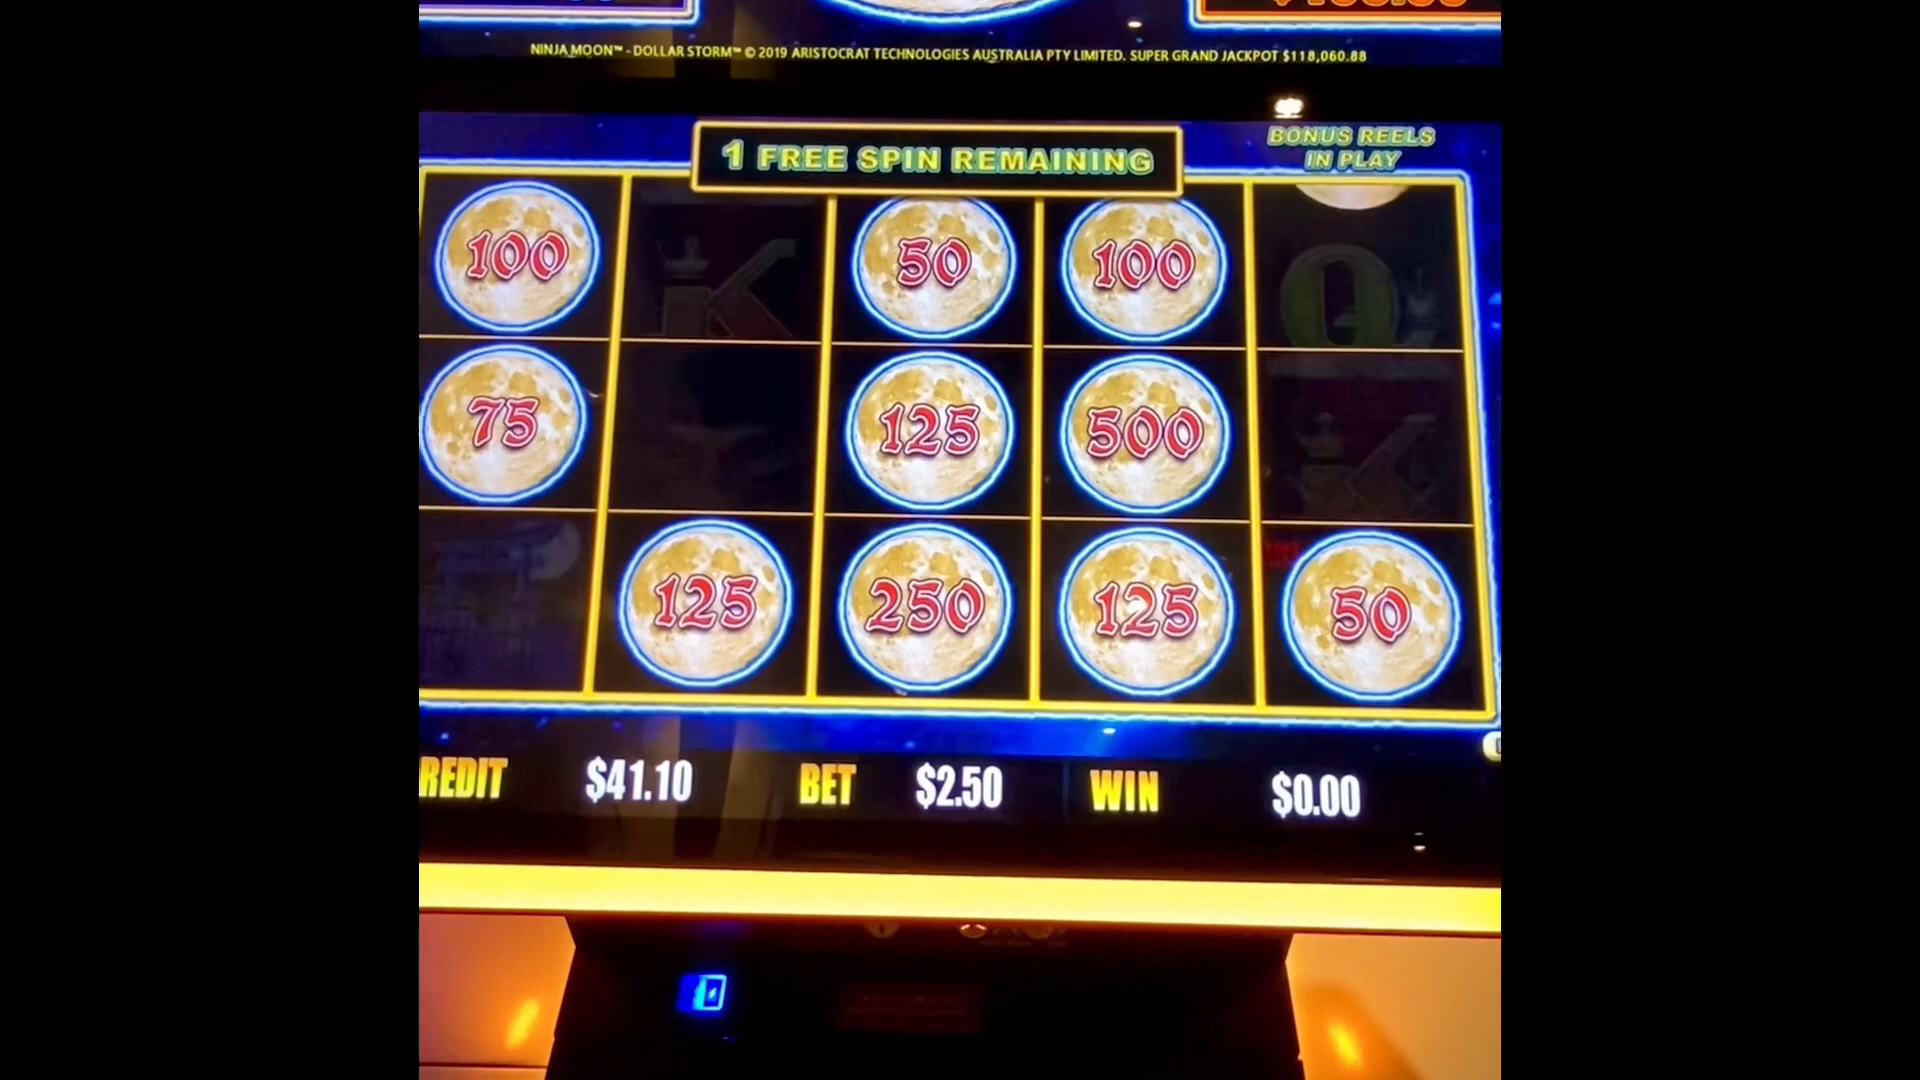 NINJA MOON™ - DOLLAR STORM™ © 2019 ARISTOCRAT TECHNOLOGIES AUSTRALIA PTY LIMITED. SUPER GRAND JACKPOT $118,060.88
1 FREE SPIN REMAINING
BONUS REELS
IN PLAY
100 K 50 100 Q
75 125 500 K
125 250 125 50
REDIT $41.10 BET $2.50 WIN $0.00